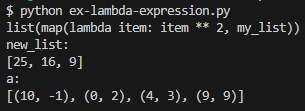 $ python ex-lambda-expression.py
list(map(lambda item: item ** 2, my_list))
new_list:
[25, 16, 9]
a:
[(10, -1), (0, 2), (4, 3), (9, 9)]